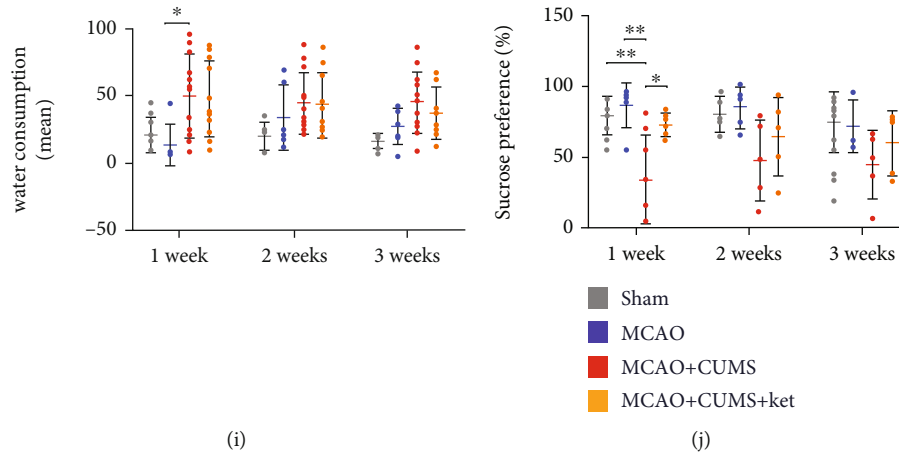 water consumption
(mean)
100
50
0
−50
*
1 week
2 weeks
3 weeks
(i)
Sucrose preference (%)
150
100
50
0
**
**
*
1 week
2 weeks
3 weeks
Sham
MCAO
MCAO+CUMS
MCAO+CUMS+ket
(j)